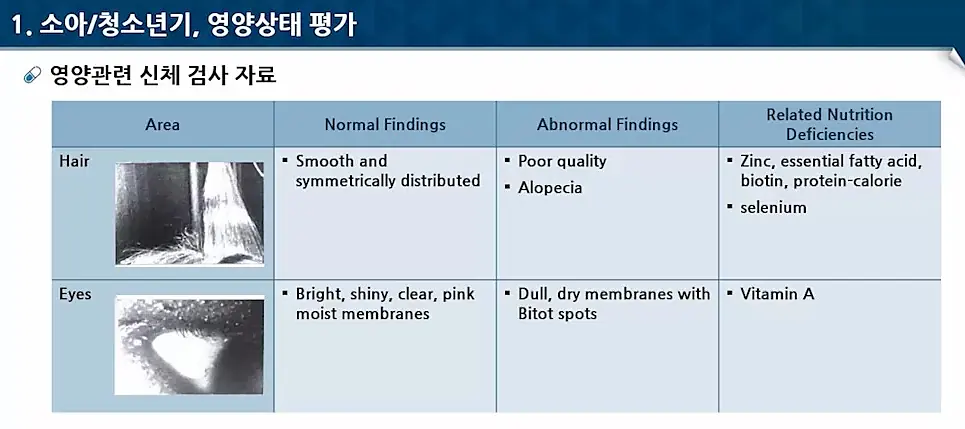 1. 소아/청소년기, 영양상태 평가
영양관련 신체 검사 자료
Area
Normal Findings
Abnormal Findings
Related Nutrition
Deficiencies
Hair
▪ Smooth and
symmetrically distributed
▪ Poor quality
▪ Alopecia
▪ Zinc, essential fatty acid,
biotin, protein-calorie
▪ selenium
Eyes
▪ Bright, shiny, clear, pink
moist membranes
▪ Dull, dry membranes with
Bitot spots
▪ Vitamin A